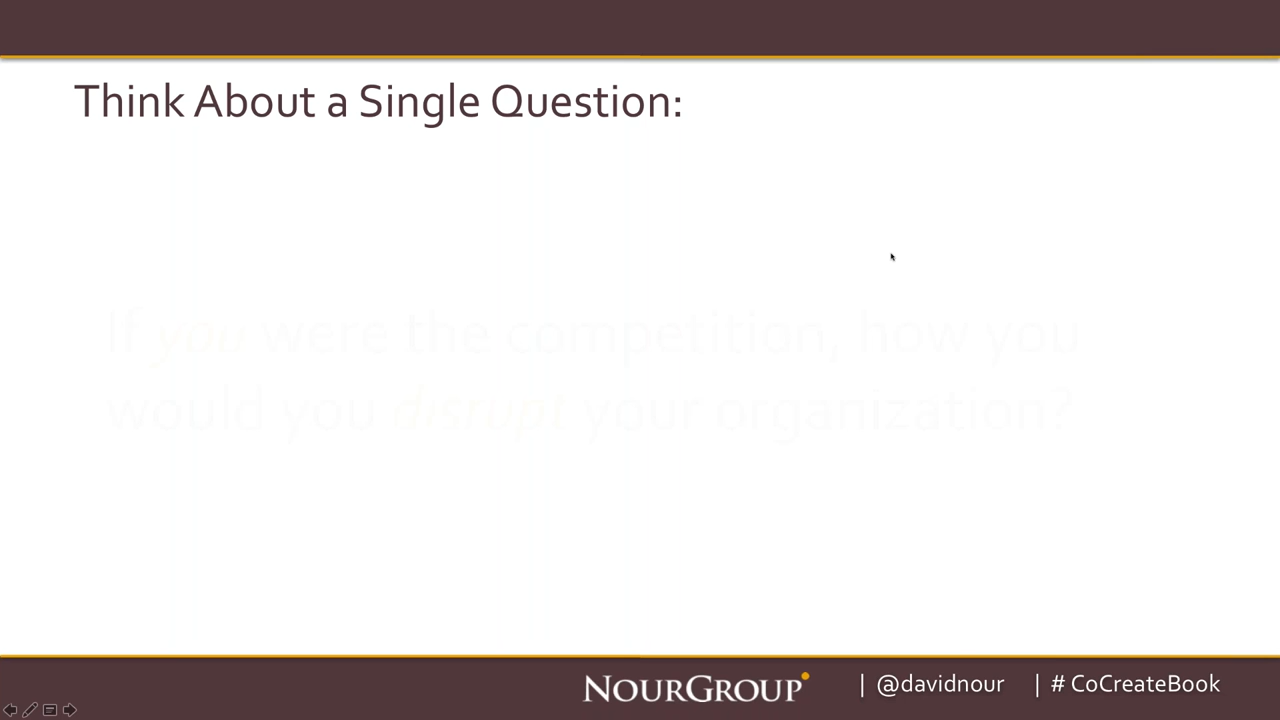 Think About a Single Question:
If you were the competition, how you
would you disrupt your organization?
NOURGROUP | @davidnour | # CoCreateBook